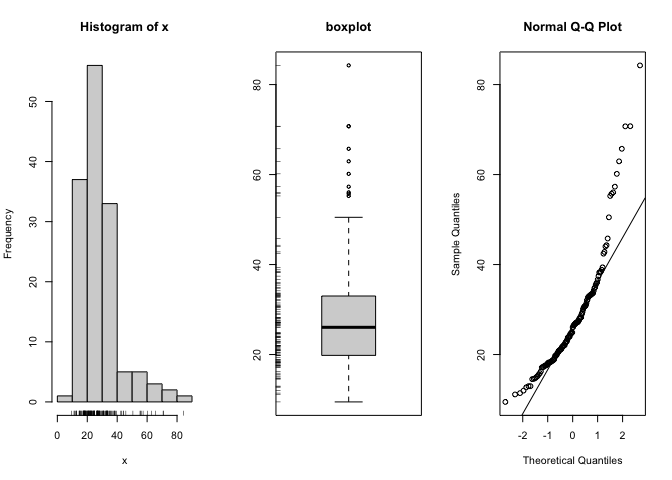 Histogram of x
Frequency
50
40
30
20
10
0
0 20 40 60 80
x
boxplot
80
60
40
20
Normal Q-Q Plot
Sample Quantiles
80
60
40
20
-2 -1 0 1 2
Theoretical Quantiles